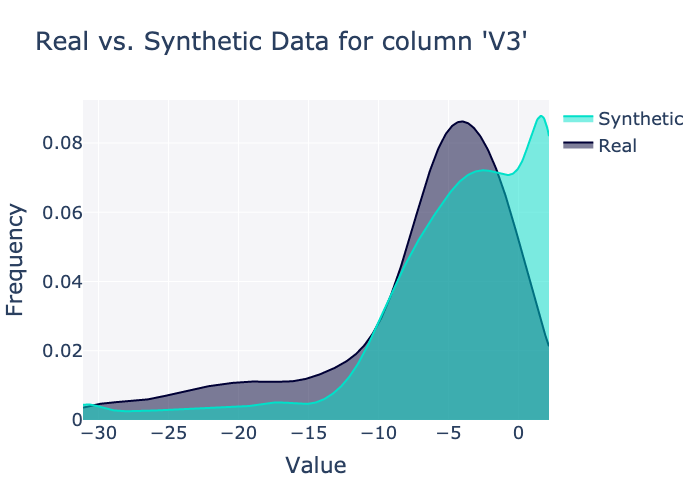 Real vs. Synthetic Data for column 'V3'
Synthetic
Real
Frequency
0.08
0.06
0.04
0.02
0
−30 −25 −20 −15 −10 −5 0
Value